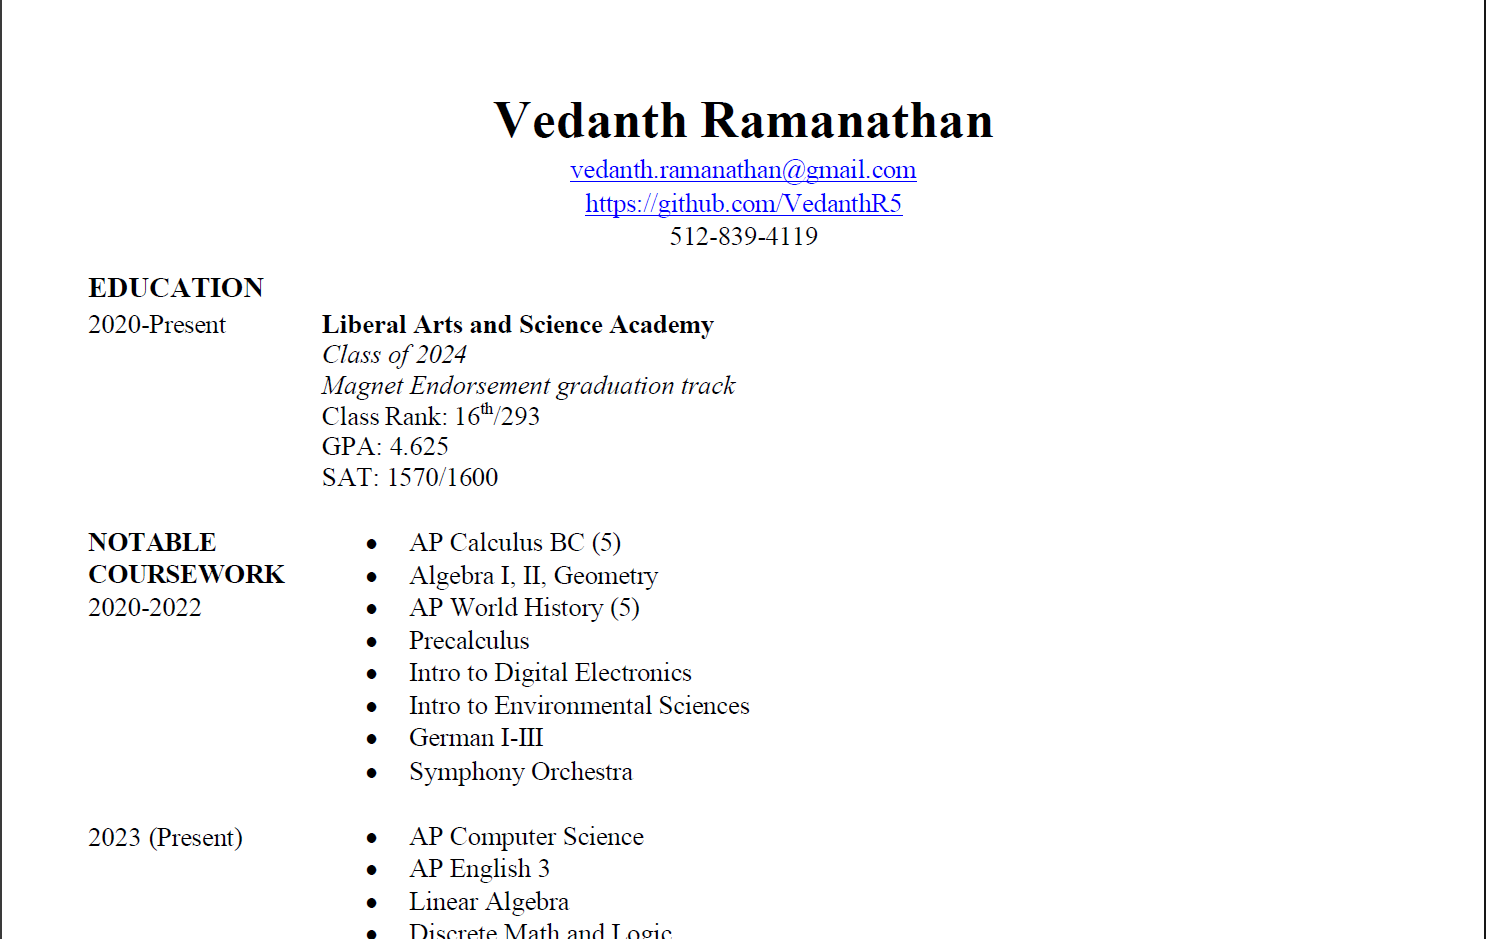 Vedanth Ramanathan
vedanth.ramanathan@gmail.com
https://github.com/VedanthR5
512-839-4119
EDUCATION
2020-Present Liberal Arts and Science Academy
Class of 2024
Magnet Endorsement graduation track
Class Rank: 16th/293
GPA: 4.625
SAT: 1570/1600
NOTABLE COURSEWORK
2020-2022
• AP Calculus BC (5)
• Algebra I, II, Geometry
• AP World History (5)
• Precalculus
• Intro to Digital Electronics
• Intro to Environmental Sciences
• German I-III
• Symphony Orchestra
2023 (Present)
• AP Computer Science
• AP English 3
• Linear Algebra
• Discrete Math and Logic